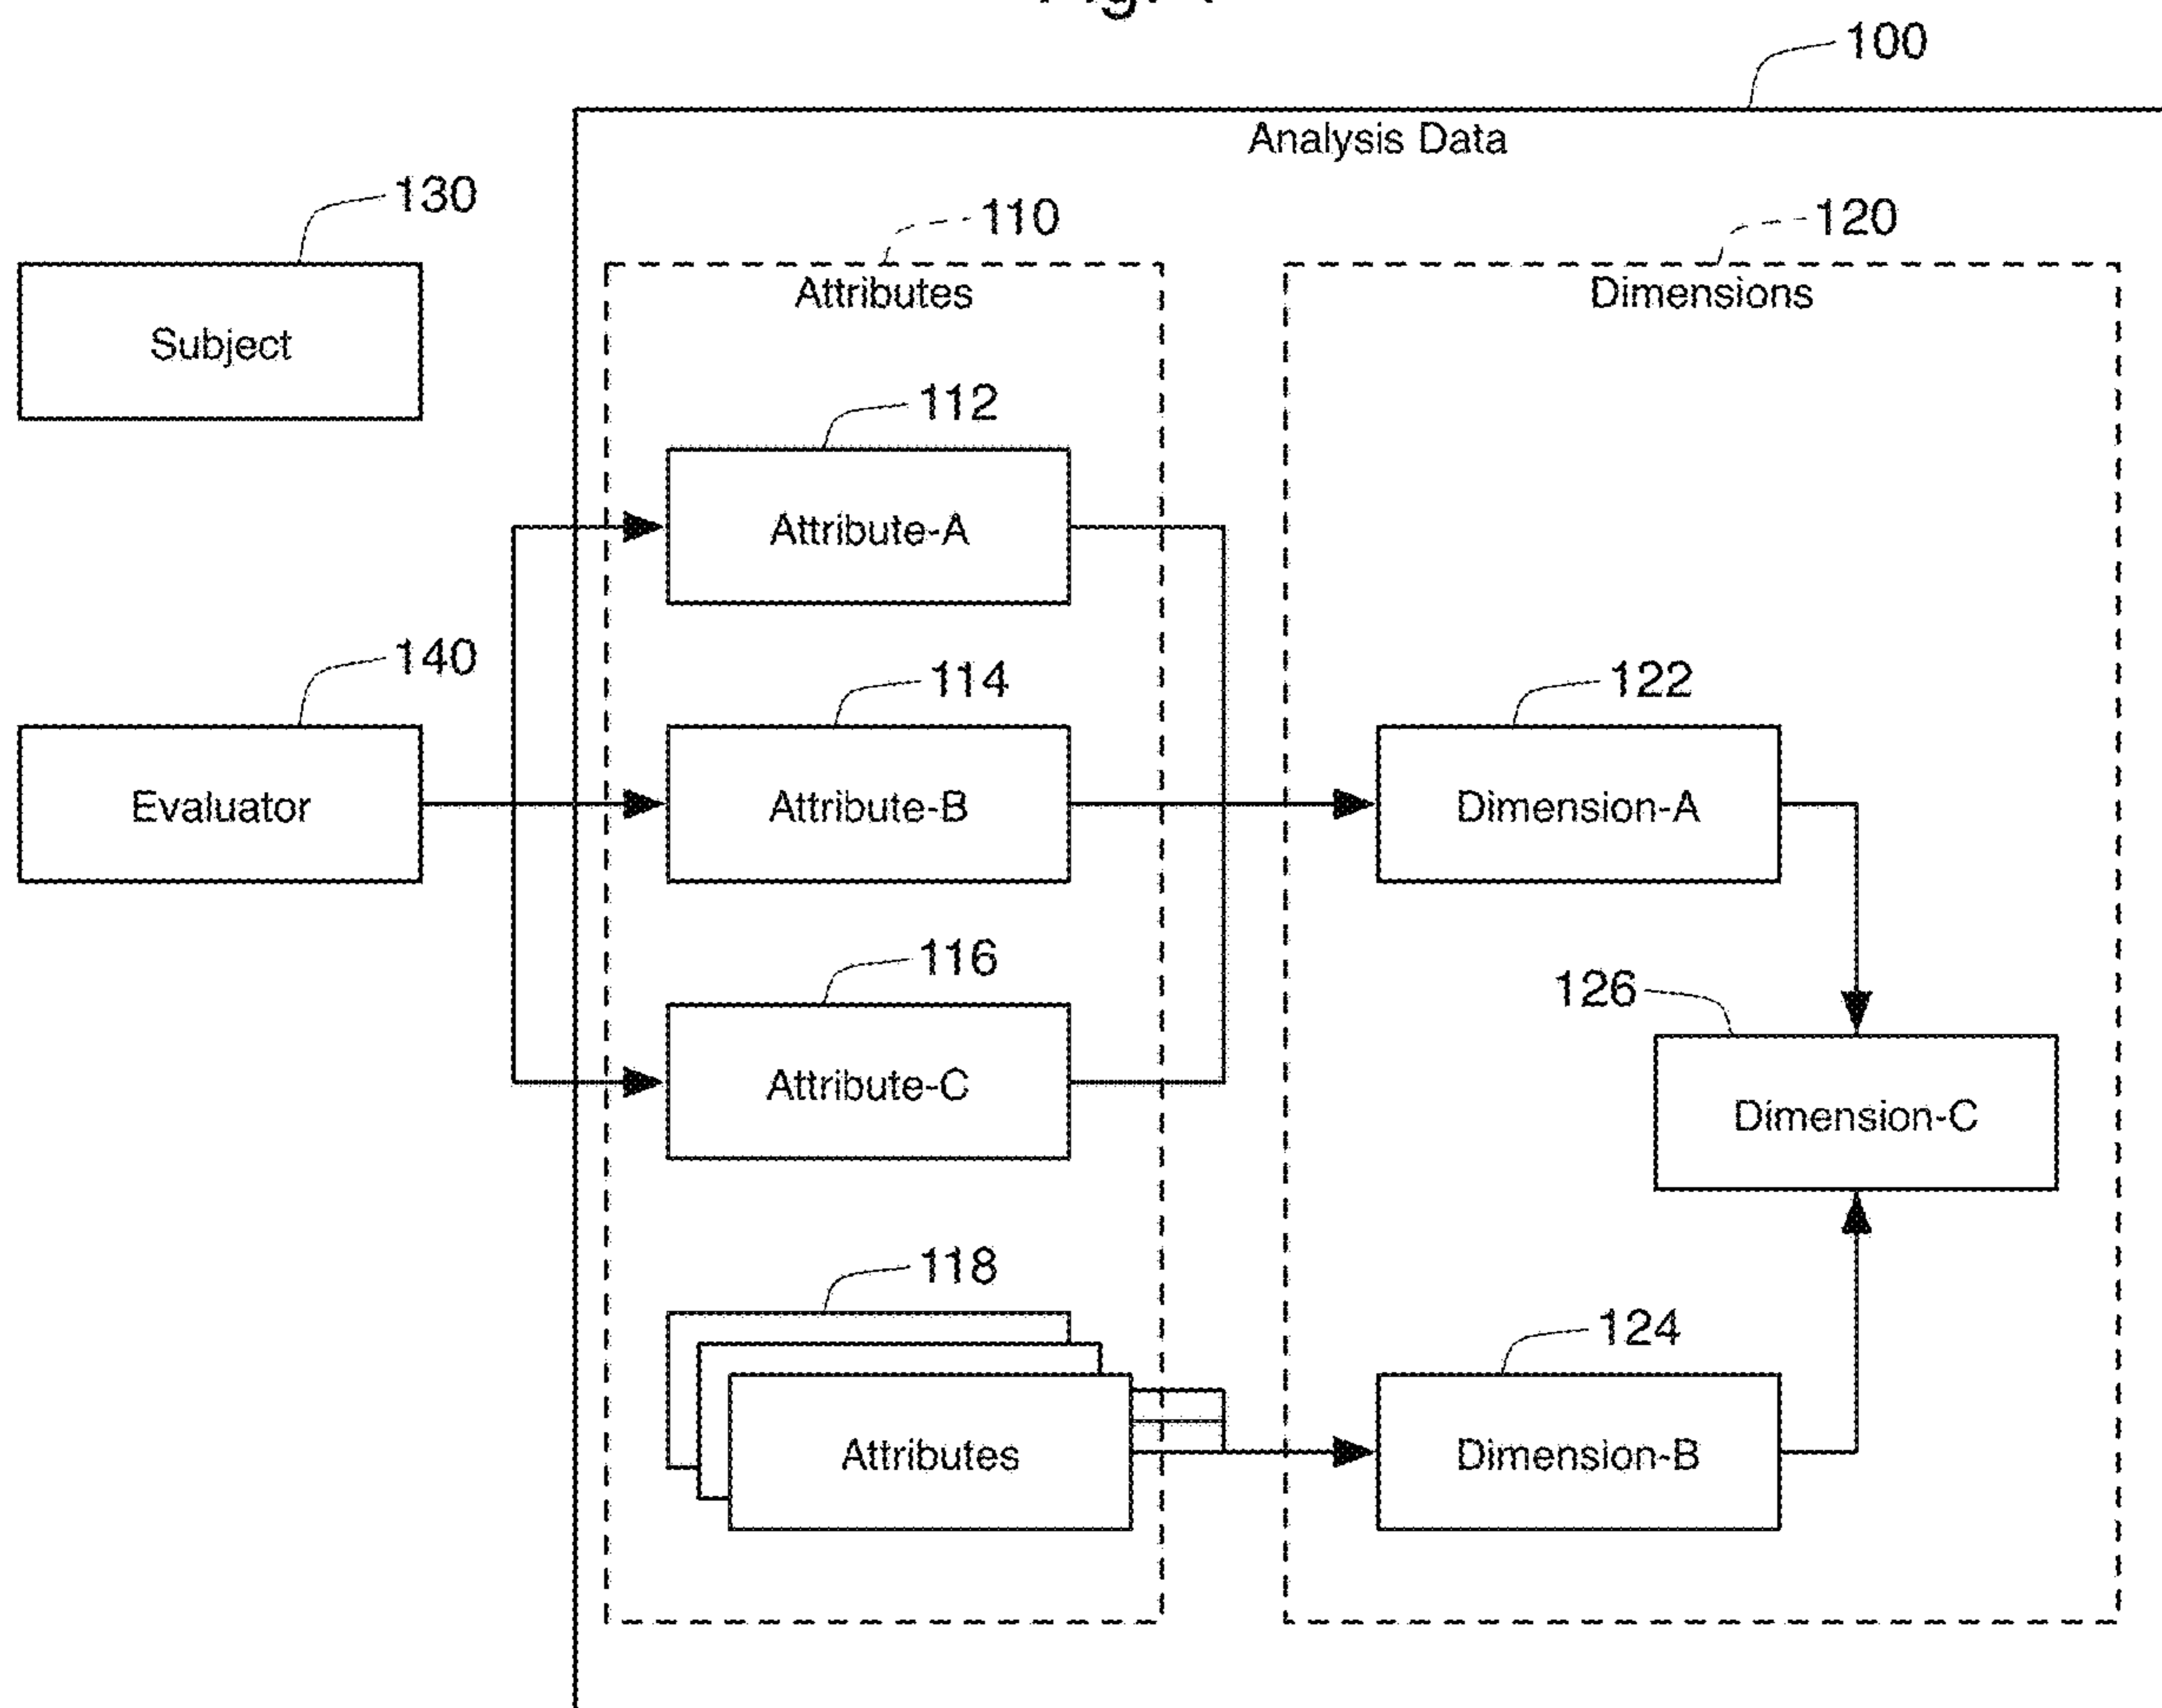 100
Analysis Data
130
110
120
Attributes
Dimensions
Subject
112
Attribute-A
140
114
122
Evaluator
Attribute-B
Dimension-A
116
126
Attribute-C
Dimension-C
118
124
Attributes
Dimension-B